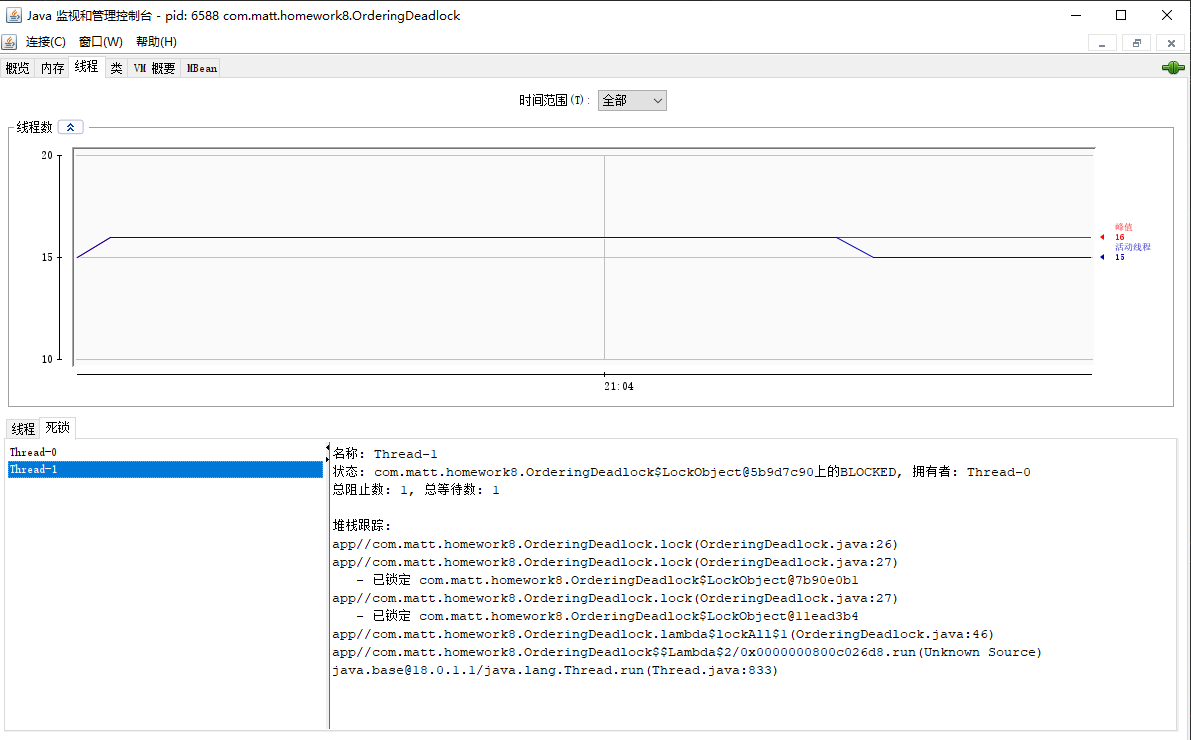 Java 监视和管理控制台 - pid: 6588 com.matt.homework8.OrderingDeadlock
连接(C) 窗口(W) 帮助(H)
概览 内存 线程 类 VM 概要 MBean
时间范围(T): 全部
线程数
20
15
10
峰值
16
活动线程
15
21:04
线程 死锁
Thread-0
Thread-1
名称: Thread-1
状态: com.matt.homework8.OrderingDeadlock$LockObject@5b9d7c90上的BLOCKED, 拥有者: Thread-0
总阻止数: 1, 总等待数: 1
堆栈跟踪:
app//com.matt.homework8.OrderingDeadlock.lock(OrderingDeadlock.java:26)
app//com.matt.homework8.OrderingDeadlock.lock(OrderingDeadlock.java:27)
- 已锁定 com.matt.homework8.OrderingDeadlock$LockObject@7b90e0b1
app//com.matt.homework8.OrderingDeadlock.lock(OrderingDeadlock.java:27)
- 已锁定 com.matt.homework8.OrderingDeadlock$LockObject@11ead3b4
app//com.matt.homework8.OrderingDeadlock.lambda$lockAll$1(OrderingDeadlock.java:46)
app//com.matt.homework8.OrderingDeadlock$$Lambda$2/0x0000000800c026d8.run(Unknown Source)
java.base@18.0.1.1/java.lang.Thread.run(Thread.java:833)